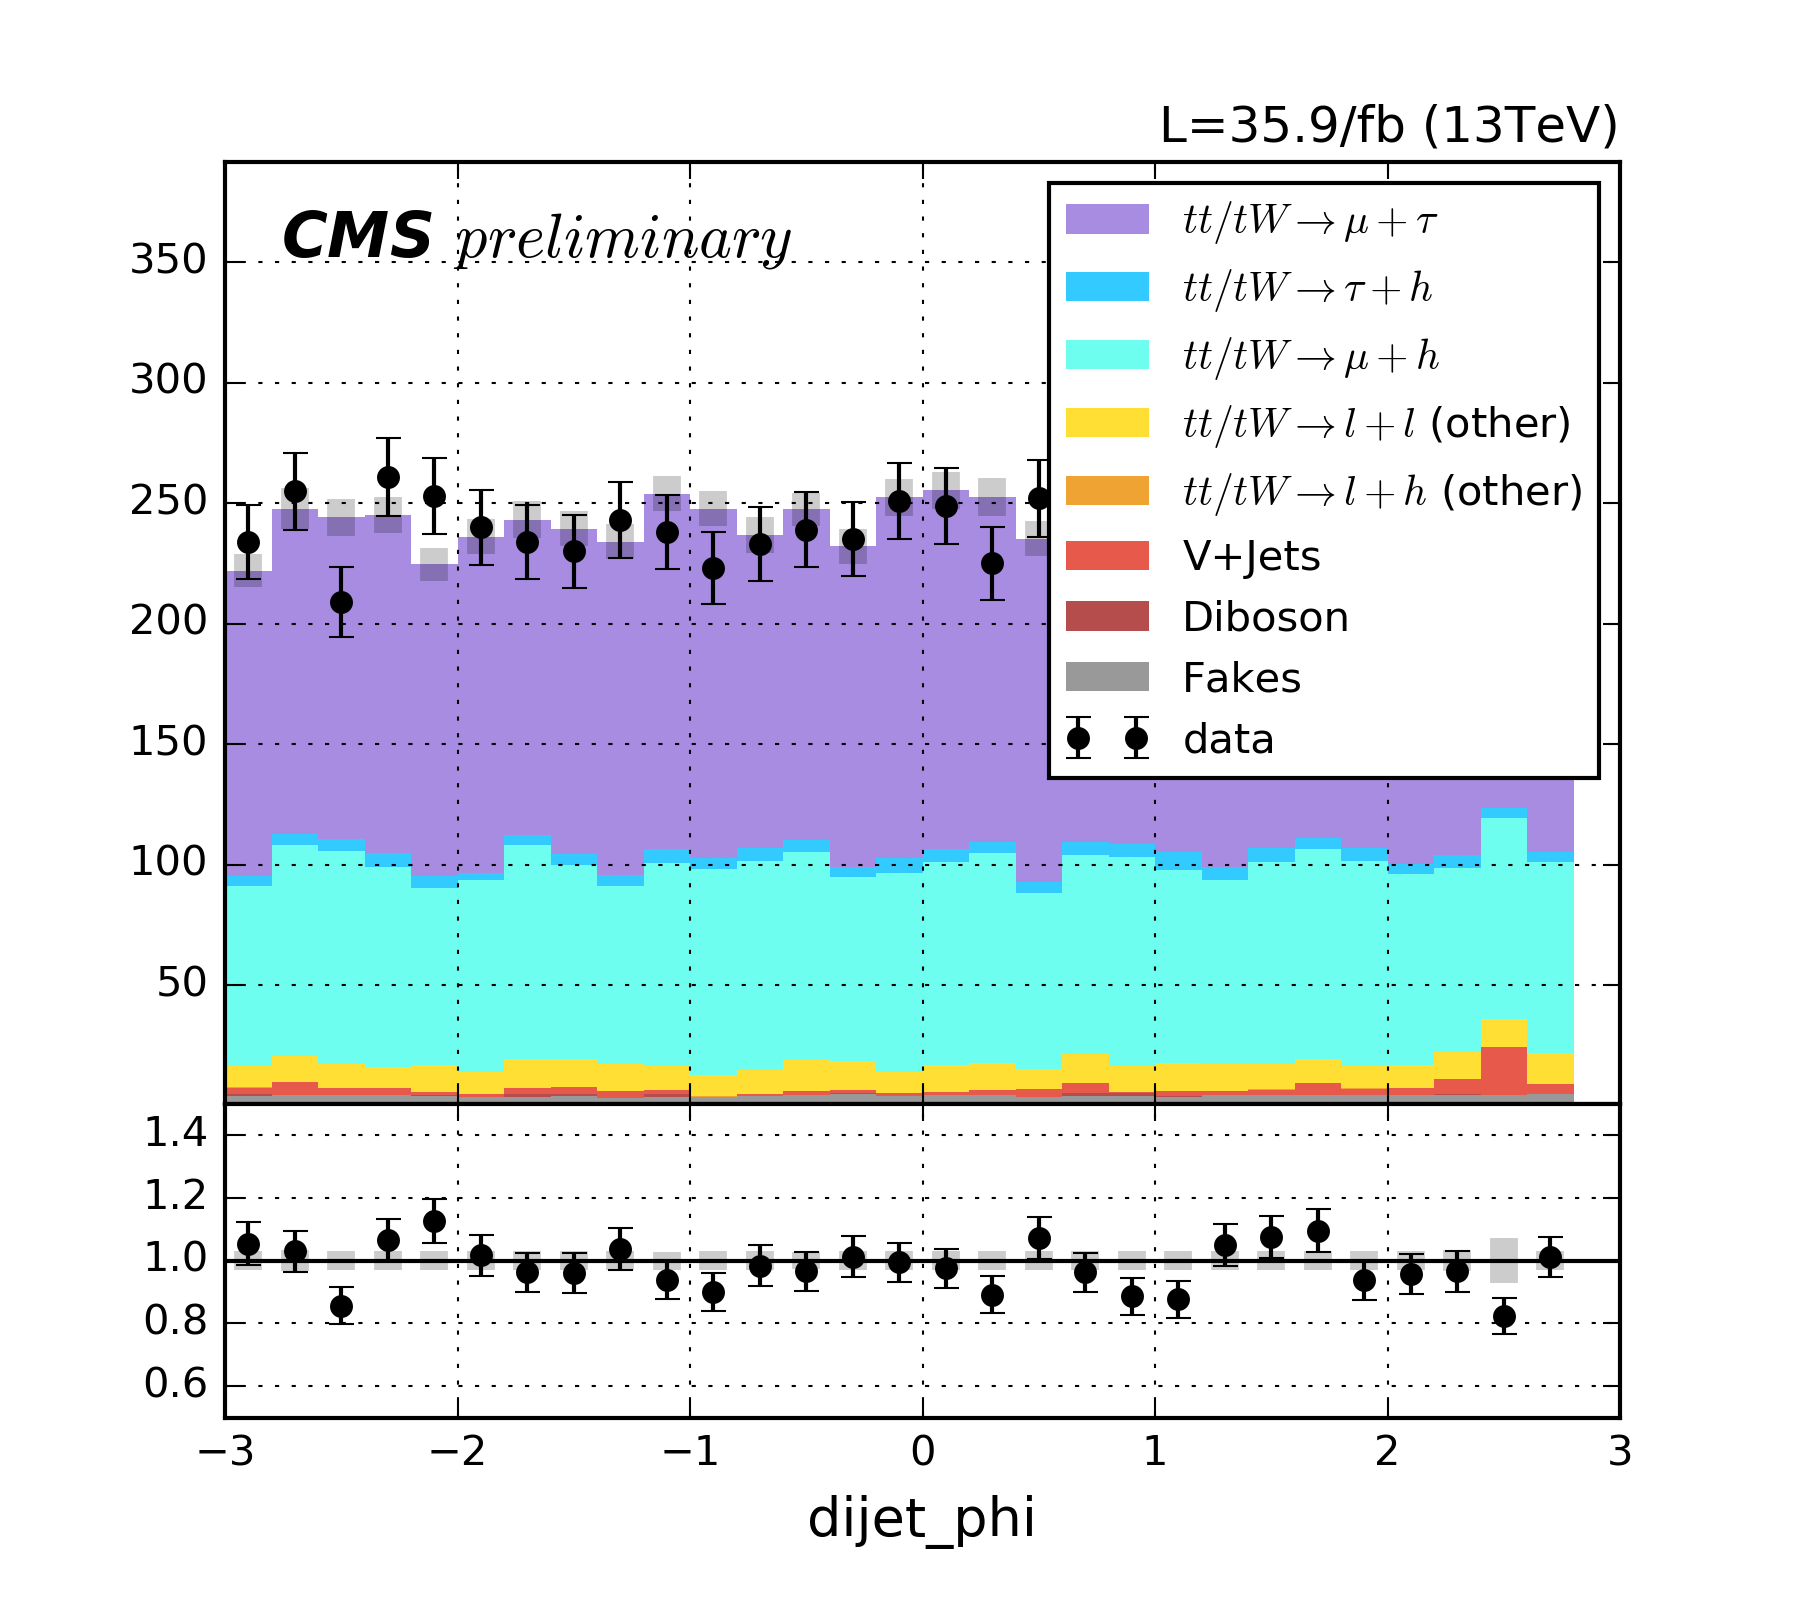 L=35.9/fb (13TeV)
CMS preliminary
tt/tW→μ+τ
tt/tW→τ+h
tt/tW→μ+h
tt/tW→l+l (other)
tt/tW→l+h (other)
V+Jets
Diboson
Fakes
data
350
300
250
200
150
100
50
1.4
1.2
1.0
0.8
0.6
−3 −2 −1 0 1 2 3
dijet_phi